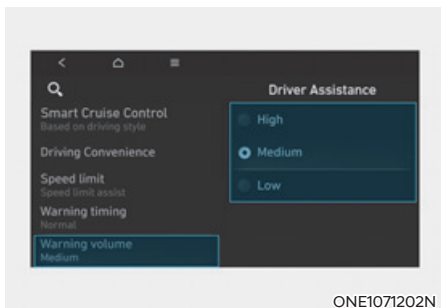 Driver Assistance
Smart Cruise Control
Based on driving style
Driving Convenience
Speed limit
Speed limit assist
Warning timing
Normal
Warning volume
Medium
High
Medium
Low
ONE1071202N